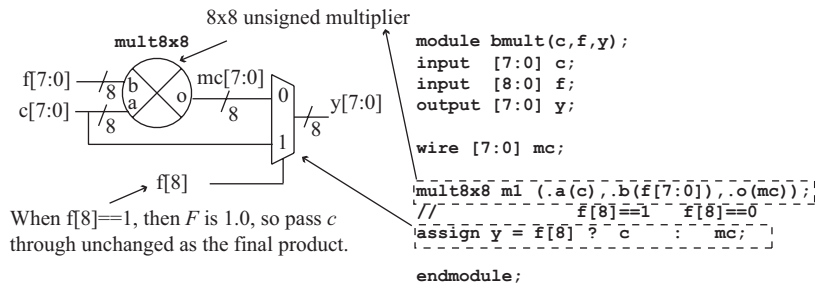 8x8 unsigned multiplier
mult8x8
f[7:0]
8
b
c[7:0]
8
a
o
mc[7:0]
8
0
1
y[7:0]
8
f[8]
When f[8]==1, then F is 1.0, so pass c
through unchanged as the final product.
module bmult(c,f,y);
input [7:0] c;
input [8:0] f;
output [7:0] y;
wire [7:0] mc;
mult8x8 m1 (.a(c),.b(f[7:0]),.o(mc));
// f[8]==1 f[8]==0
assign y = f[8] ? c : mc;
endmodule;